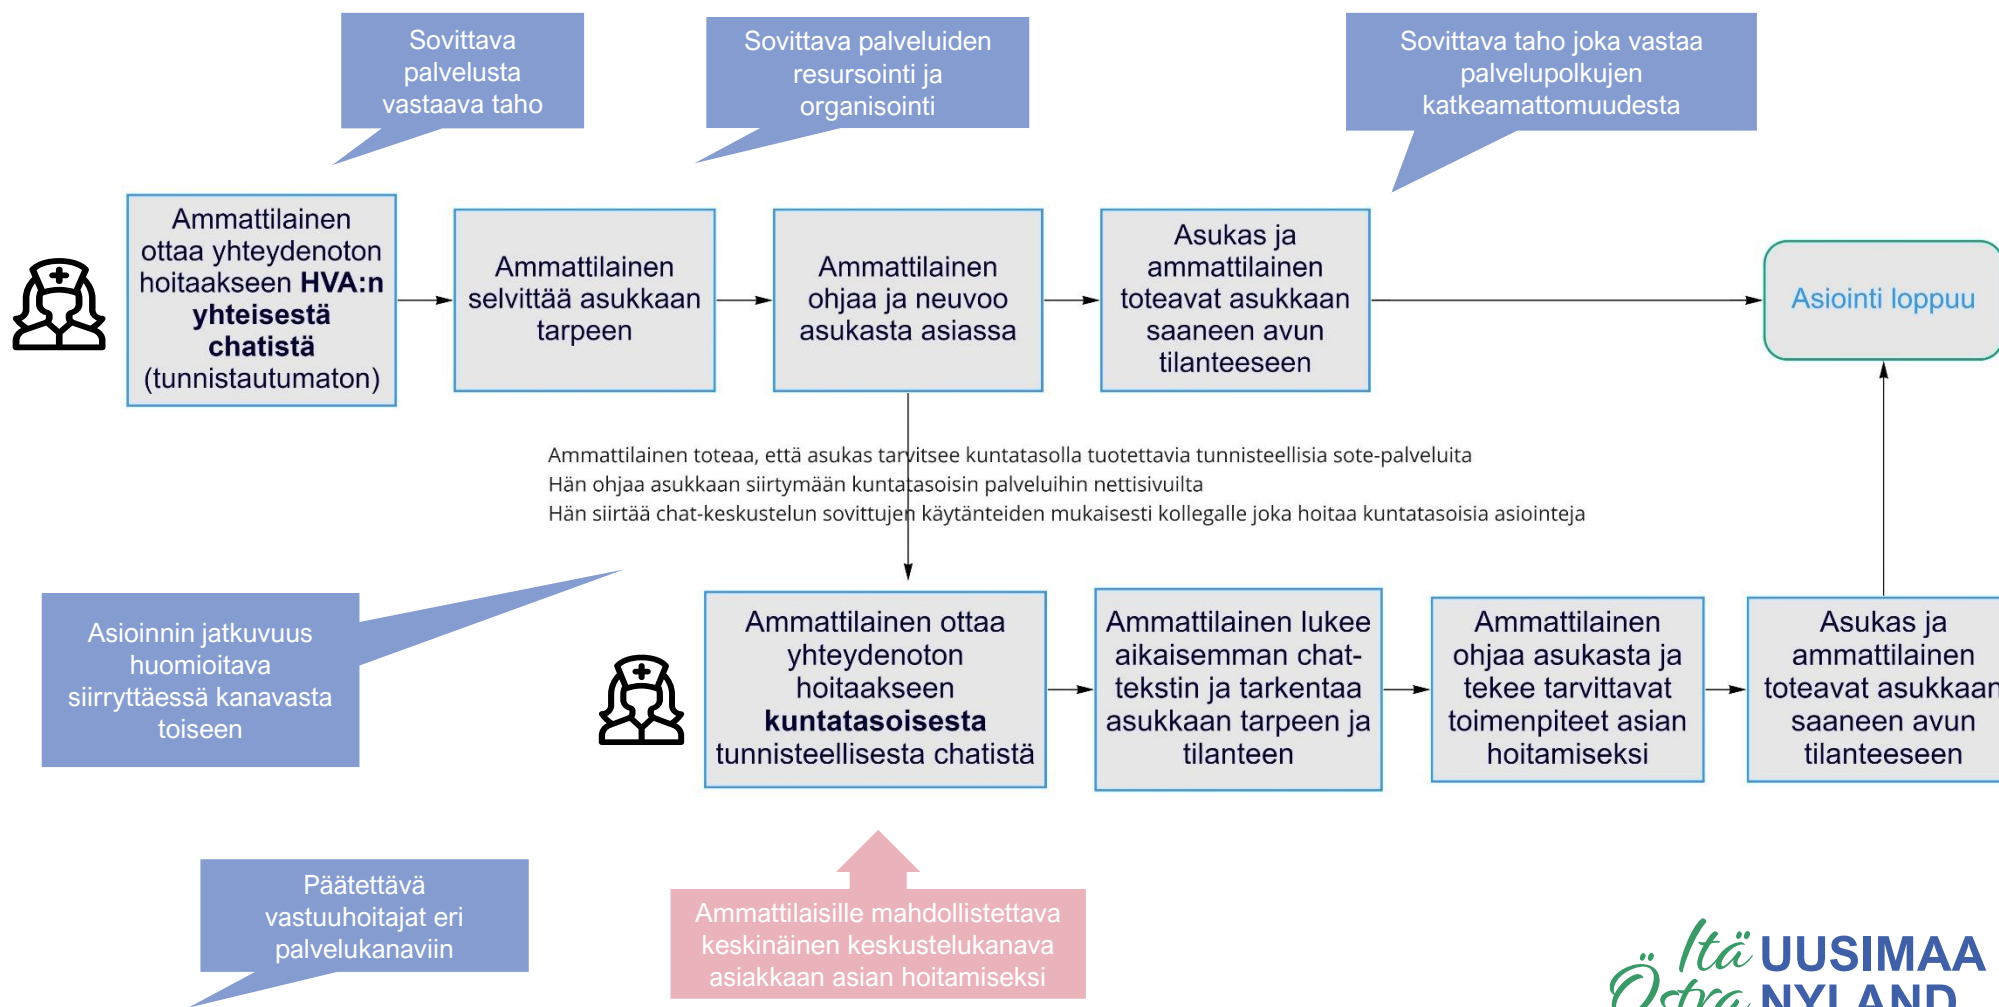 Sovittava
palvelusta
vastaava taho
Sovittava palveluiden
resursointi ja
organisointi
Sovittava taho joka vastaa
palvelupolkujen
katkeamattomuudesta
Ammattilainen
ottaa yhteydenoton
hoitaakseen HVA:n
yhteisestä
chatistä
(tunnistautumaton)
Ammattilainen
selvittää asukkaan
tarpeen
Ammattilainen
ohjaa ja neuvoo
asukasta asiassa
Asukas ja
ammattilainen
toteavat asukkaan
saaneen avun
tilanteeseen
Asiointi loppuu
Ammattilainen toteaa, että asukas tarvitsee kuntatasolla tuotettavia tunnisteellisia sote-palveluita
Hän ohjaa asukkaan siirtymään kuntatasoisin palveluihin nettisivuilta
Hän siirtää chat-keskustelun sovittujen käytänteiden mukaisesti kollegalle joka hoitaa kuntatasoisia asiointeja
Asioinnin jatkuvuus
huomioitava
siirryttäessä kanavasta
toiseen
Ammattilainen ottaa
yhteydenoton
hoitaakseen
kuntatasoisesta
tunnisteellisesta chatistä
Ammattilainen lukee
aikaisemman chat-
tekstin ja tarkentaa
asukkaan tarpeen ja
tilanteen
Ammattilainen
ohjaa asukasta ja
tekee tarvittavat
toimenpiteet asian
hoitamiseksi
Asukas ja
ammattilainen
toteavat asukkaan
saaneen avun
tilanteeseen
Päätettävä
vastuuhoitajat eri
palvelukanaviin
Ammattilaisille mahdollistettava
keskinäinen keskustelukanava
asiakkaan asian hoitamiseksi
Itä UUSIMAA
Östra NYLAND